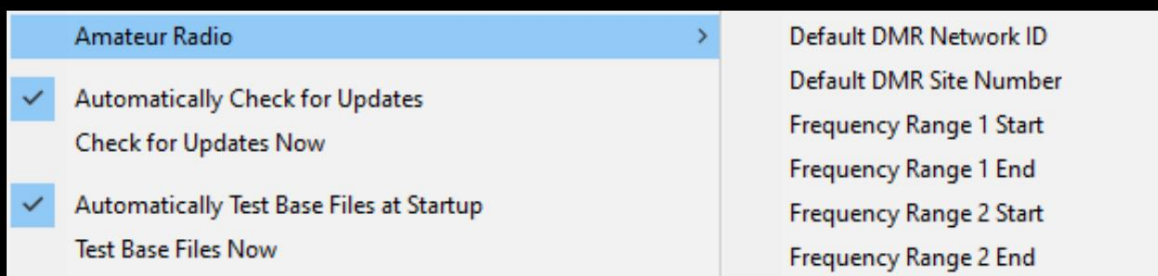 Amateur Radio
Automatically Check for Updates
Check for Updates Now
Automatically Test Base Files at Startup
Test Base Files Now
Default DMR Network ID
Default DMR Site Number
Frequency Range 1 Start
Frequency Range 1 End
Frequency Range 2 Start
Frequency Range 2 End